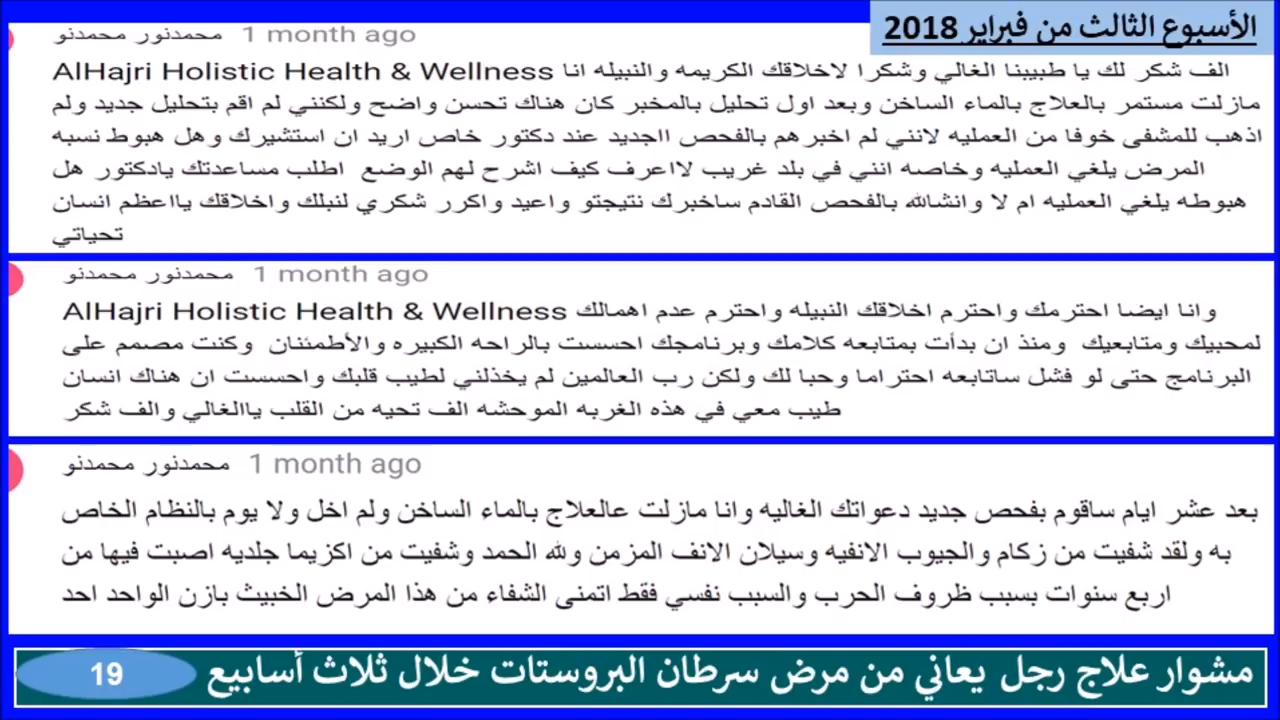 الأسبوع الثالث من فبراير 2018
محمدنور محمدنو 1 month ago
AlHajri Holistic Health & Wellness الف شكر لك يا طبيبنا الغالي وشكرا لاخلاقك الكريمه والنبيله انا
مازلت مستمر بالعلاج بالماء الساخن وبعد اول تحليل بالمخبر كان هناك تحسن واضح ولكنني لم اقم بتحليل جديد ولم
اذهب للمشفى خوفا من العمليه لانني لم اخبرهم بالفحص ااجديد عند دكتور خاص اريد ان استشيرك وهل هبوط نسبه
المرض يلغي العمليه وخاصه انني في بلد غريب لااعرف كيف اشرح لهم الوضع اطلب مساعدتك يادكتور هل
هبوطه يلغي العمليه ام لا وانشالله بالفحص القادم ساخبرك نتيجتو واعيد واكرر شكري لنبلك واخلاقك يااعظم انسان
تحياتي
محمدنور محمدنو 1 month ago
AlHajri Holistic Health & Wellness وانا ايضا احترمك واحترم اخلاقك النبيله واحترم عدم اهمالك
لمحبيك ومتابعيك ومنذ ان بدأت بمتابعه كلامك وبرنامجك احسست بالراحه الكبيره والأطمئنان وكنت مصمم على
البرنامج حتى لو فشل ساتابعه احتراما وحبا لك ولكن رب العالمين لم يخذلني لطيب قلبك واحسست ان هناك انسان
طيب معي في هذه الغربه الموحشه الف تحيه من القلب ياالغالي والف شكر
محمدنور محمدنو 1 month ago
بعد عشر ايام ساقوم بفحص جديد دعواتك الغاليه وانا مازلت عالعلاج بالماء الساخن ولم اخل ولا يوم بالنظام الخاص
به ولقد شفيت من زكام والجيوب الانفيه وسيلان الانف المزمن ولله الحمد وشفيت من اكزيما جلديه اصبت فيها من
اربع سنوات بسبب ظروف الحرب والسبب نفسي فقط اتمنى الشفاء من هذا المرض الخبيث بازن الواحد احد
مشوار علاج رجل يعاني من مرض سرطان البروستات خلال ثلاث أسابيع
19